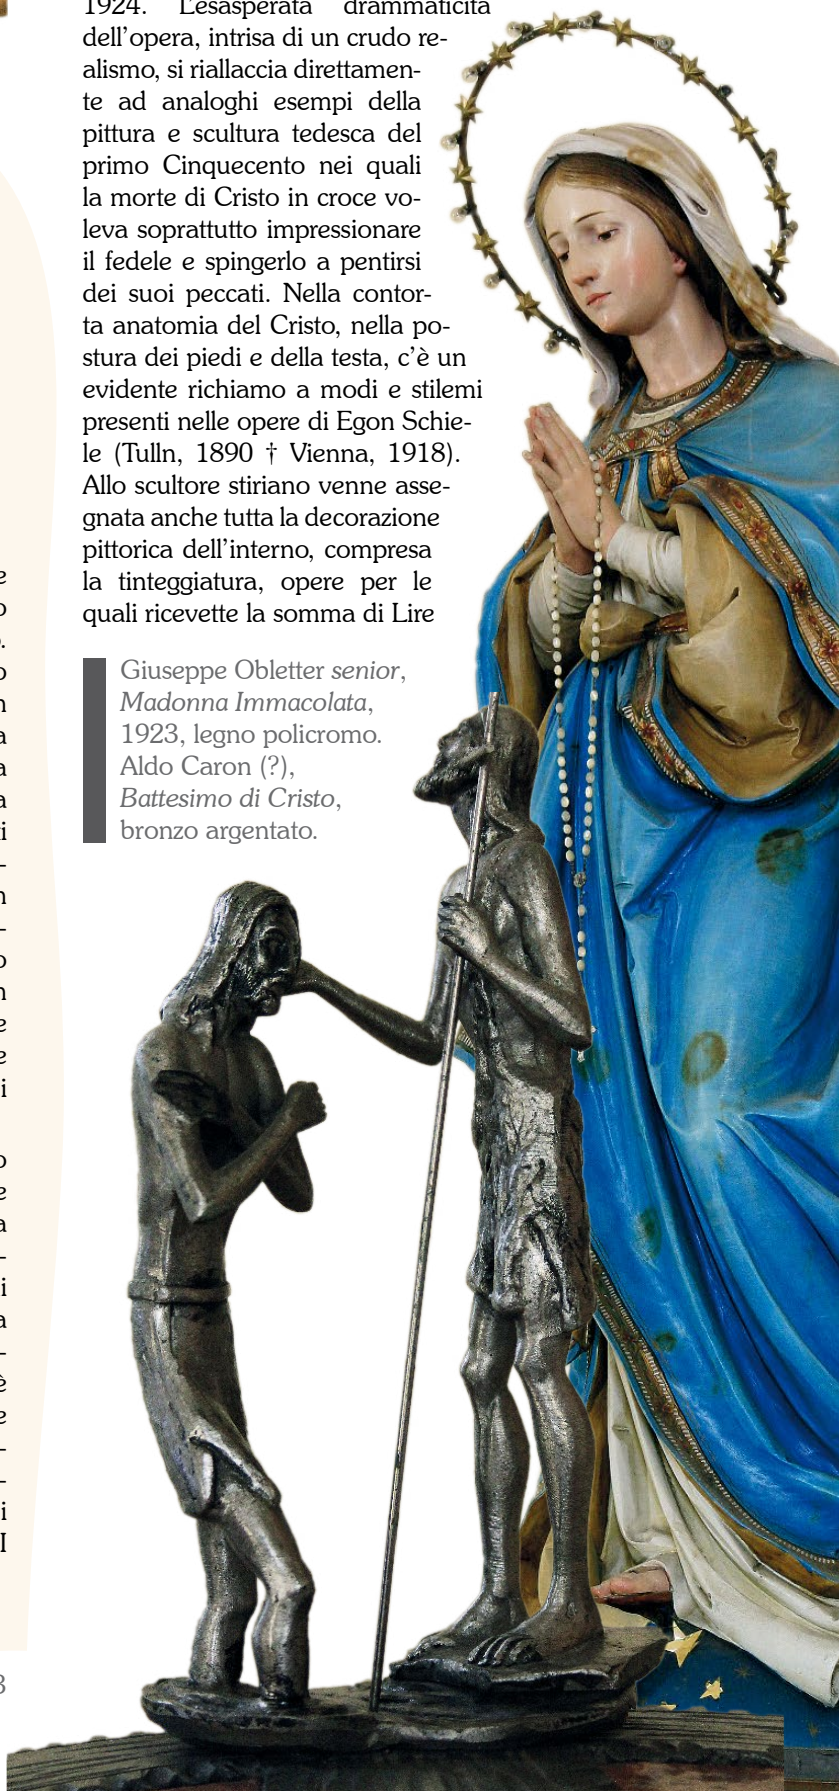 1924. L'esasperata drammaticità
dell'opera, intrisa di un crudo re-
alismo, si riallaccia direttamen-
te ad analoghi esempi della
pittura e scultura tedesca del
primo Cinquecento nei quali
la morte di Cristo in croce vo-
leva soprattutto impressionare
il fedele e spingerlo a pentirsi
dei suoi peccati. Nella contor-
ta anatomia del Cristo, nella po-
stura dei piedi e della testa, c'è un
evidente richiamo a modi e stilemi
presenti nelle opere di Egon Schie-
le (Tulln, 1890 † Vienna, 1918).
Allo scultore stiriano venne asse-
gnata anche tutta la decorazione
pittorica dell'interno, compresa
la tinteggiatura, opere per le
quali ricevette la somma di Lire
Giuseppe Obletter senior,
Madonna Immacolata,
1923, legno policromo.
Aldo Caron (?),
Battesimo di Cristo,
bronzo argentato.